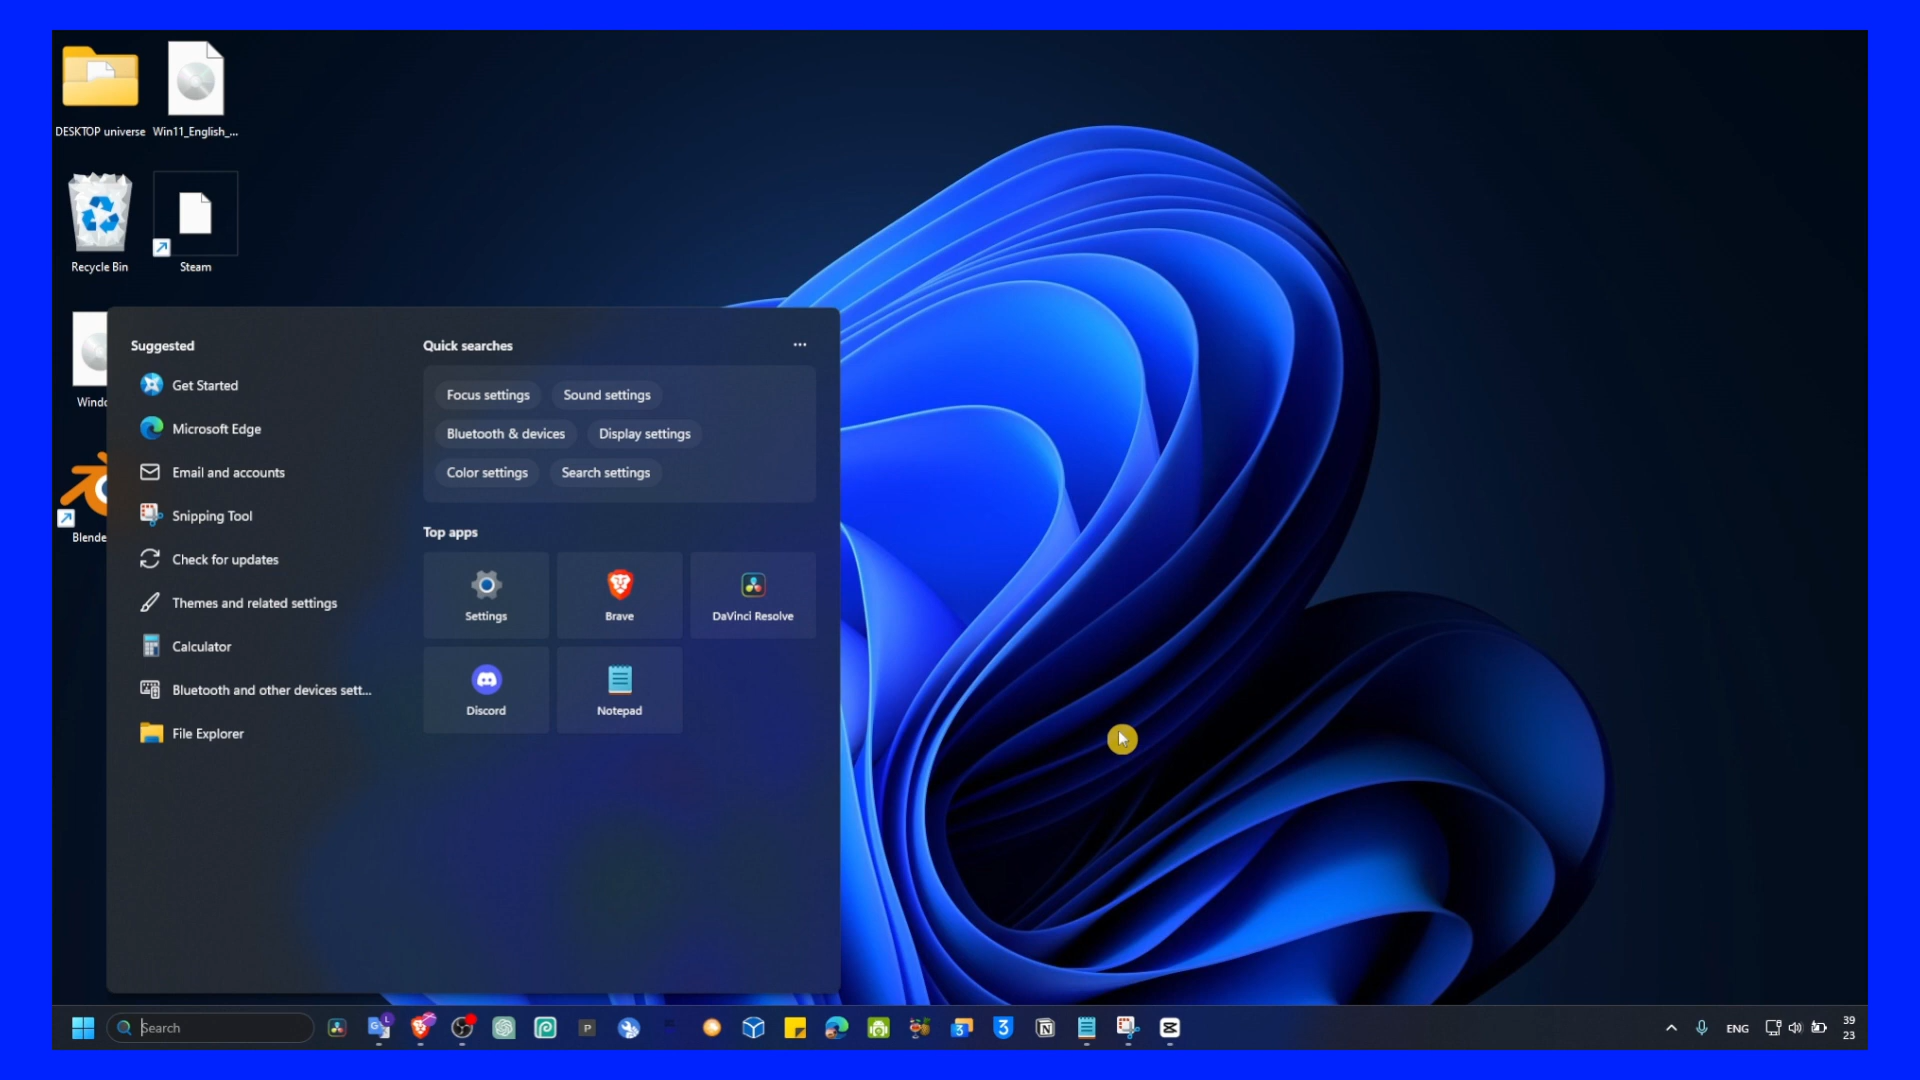 DESKTOP universe
Win11_English_...
Recycle Bin
Steam
Windo
Blende
Suggested
Get Started
Microsoft Edge
Email and accounts
Snipping Tool
Check for updates
Themes and related settings
Calculator
Bluetooth and other devices sett...
File Explorer
Quick searches
...
Focus settings
Sound settings
Bluetooth & devices
Display settings
Color settings
Search settings
Top apps
Settings
Brave
DaVinci Resolve
Discord
Notepad
Search
L
G
P
3
3
N
ENG
39
23